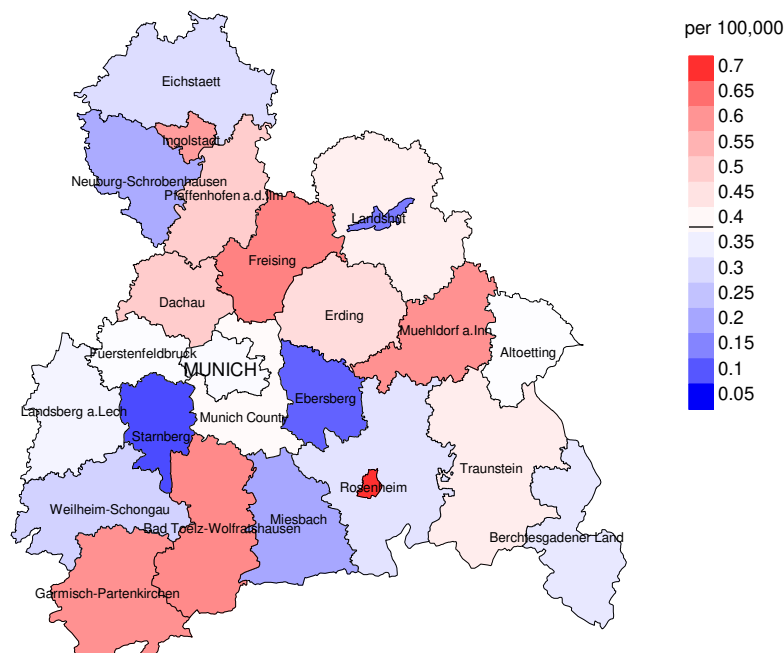 per 100,000
0.7
0.65
0.6
0.55
0.5
0.45
0.4
0.35
0.3
0.25
0.2
0.15
0.1
0.05
Eichstaett
Ingolstadt
Neuburg-Schrobenhausen
Pfaffenhofen a.d.Ilm
Landshut
Freising
Dachau
Erding
Muehldorf a.Inn
Fuerstenfeldbruck
Altoetting
MUNICH
Ebersberg
Landsberg a.Lech
Munich County
Starnberg
Traunstein
Rosenheim
Weilheim-Schongau
Miesbach
Bad Toelz-Wolfratshausen
Berchtesgadener Land
Garmisch-Partenkirchen